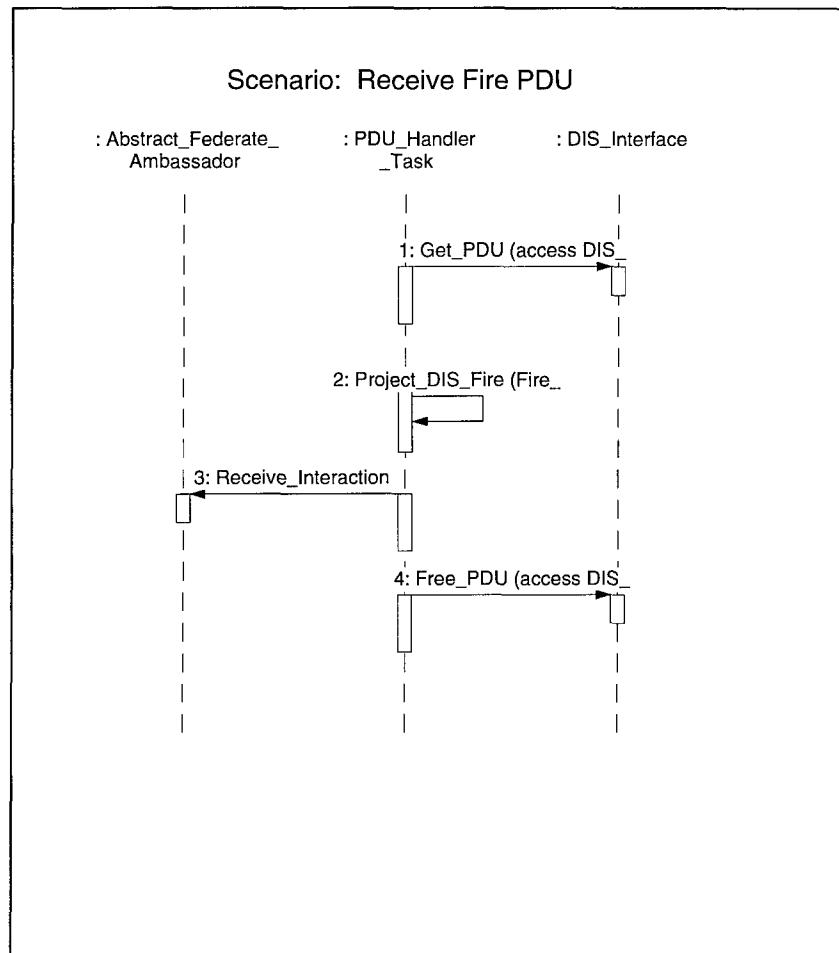 Scenario: Receive Fire PDU
: Abstract_Federate_
Ambassador
: PDU_Handler
_Task
: DIS_Interface
1: Get_PDU (access DIS_
2: Project_DIS_Fire (Fire_
3: Receive_Interaction
4: Free_PDU (access DIS_